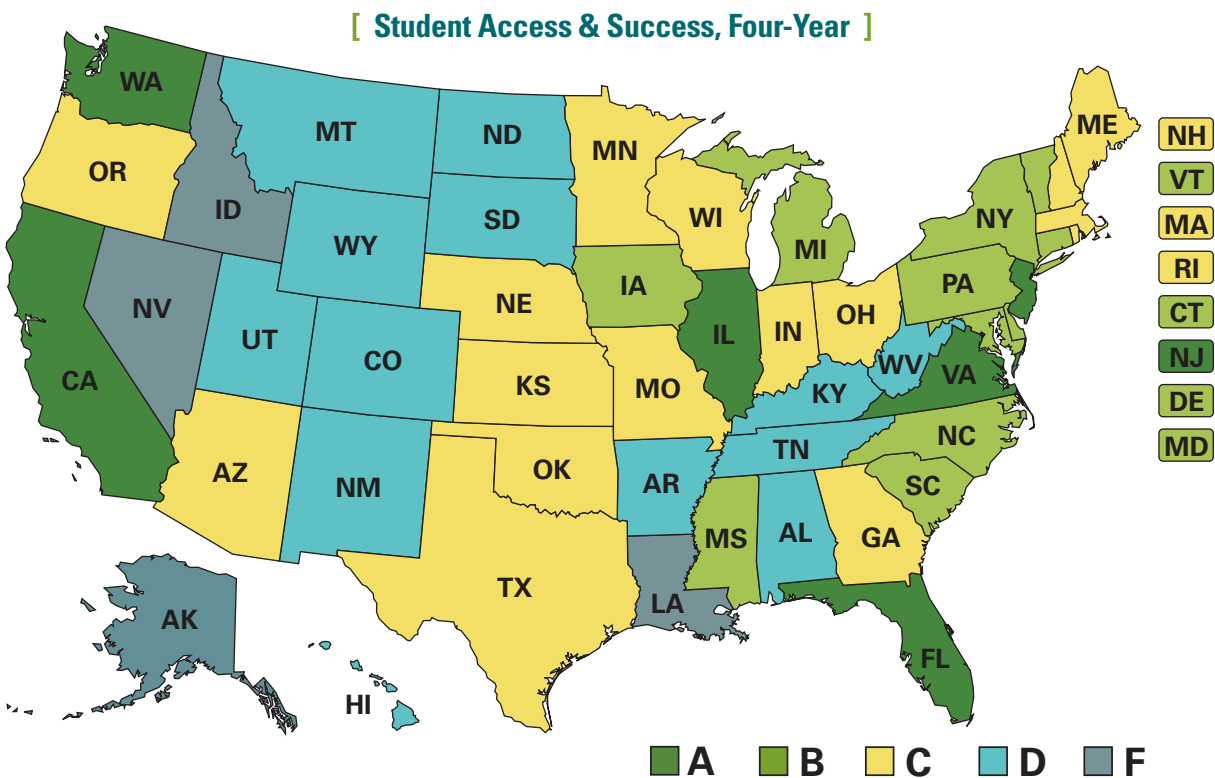 [ Student Access & Success, Four-Year ]
WA
MT
ND
MN
ME
OR
ID
SD
WI
MI
NY
NH
VT
MA
RI
CT
NJ
DE
MD
WY
NV
UT
CO
NE
IA
IL
IN
OH
PA
CA
KS
MO
KY
WV
VA
AZ
NM
OK
AR
TN
NC
SC
TX
LA
MS
AL
GA
FL
AK
HI
A B C D F